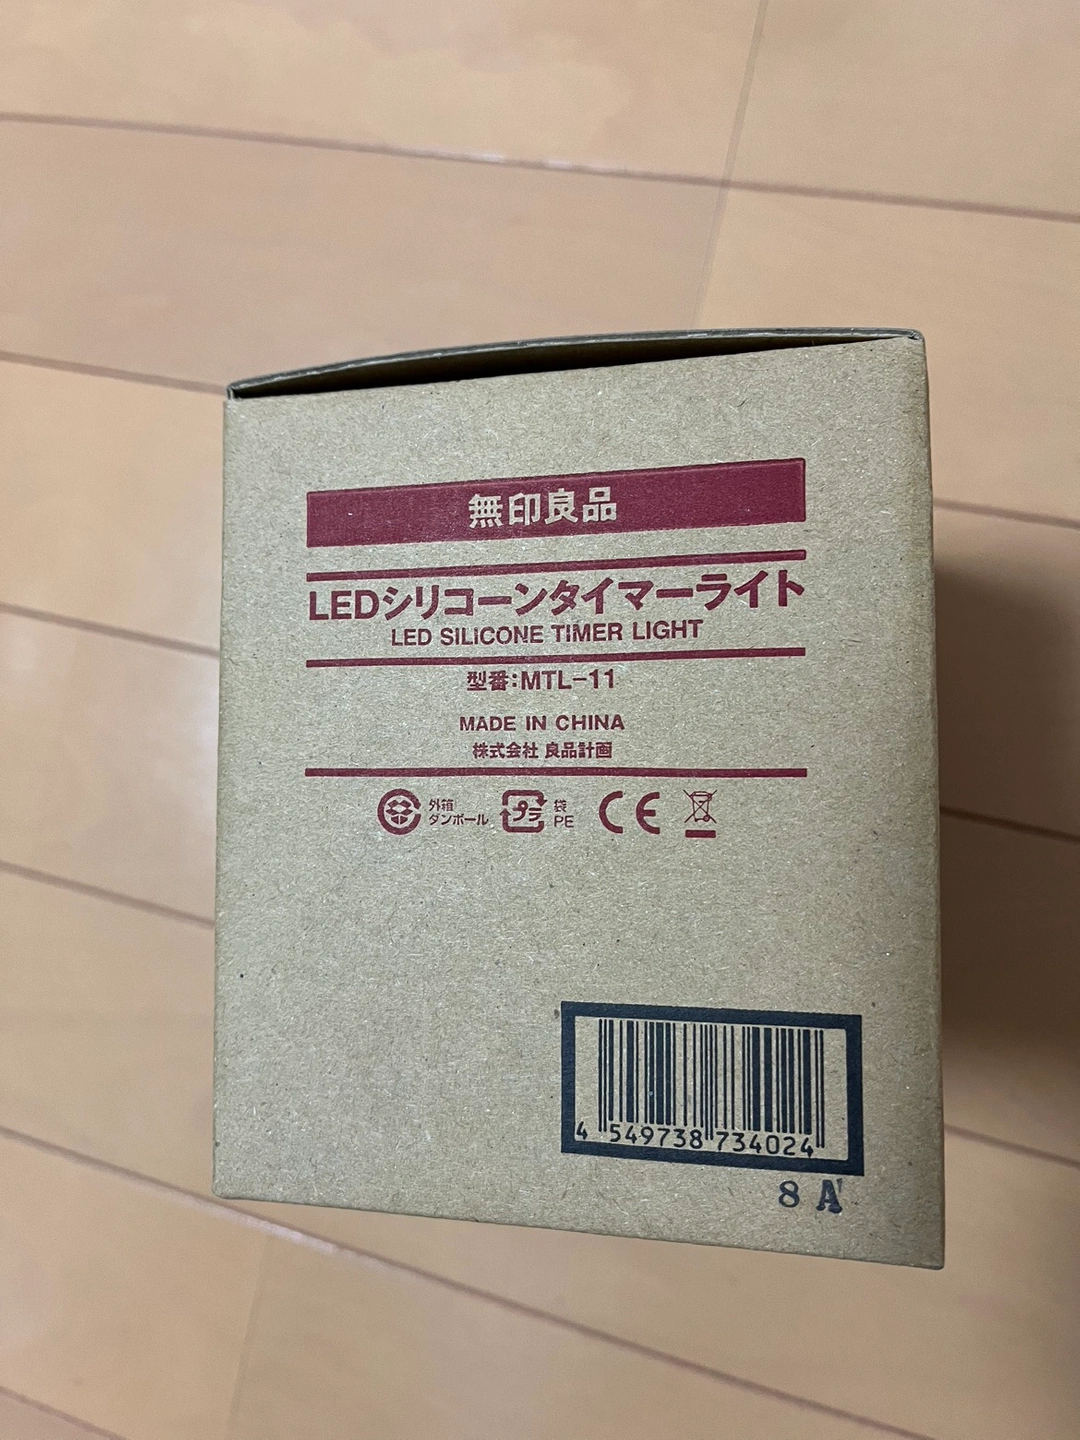 無印良品
LEDシリコーンタイマーライト
LED SILICONE TIMER LIGHT
型番:MTL-11
MADE IN CHINA
株式会社 良品計画
外箱
ダンボール
プラ
袋
PE
CE
4 549738 734024
8 A